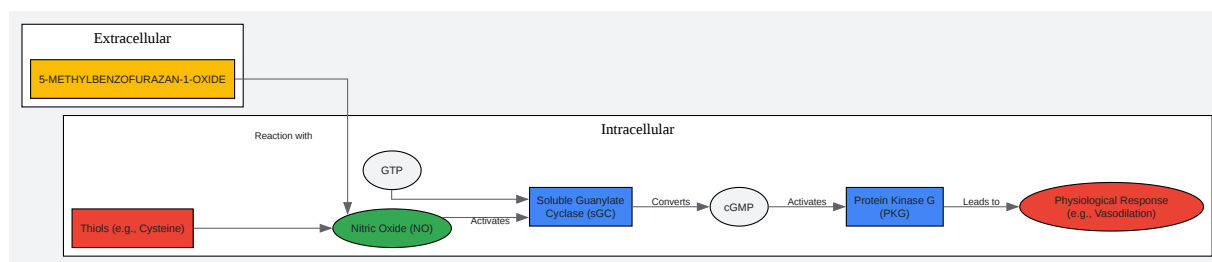 Extracellular
5-METHYLBENZOFURAZAN-1-OXIDE
Intracellular
Reaction with
GTP
Thiols (e.g., Cysteine)
Nitric Oxide (NO)
Activates
Soluble Guanylate
Cyclase (sGC)
Converts
cGMP
Activates
Protein Kinase G
(PKG)
Leads to
Physiological Response
(e.g., Vasodilation)